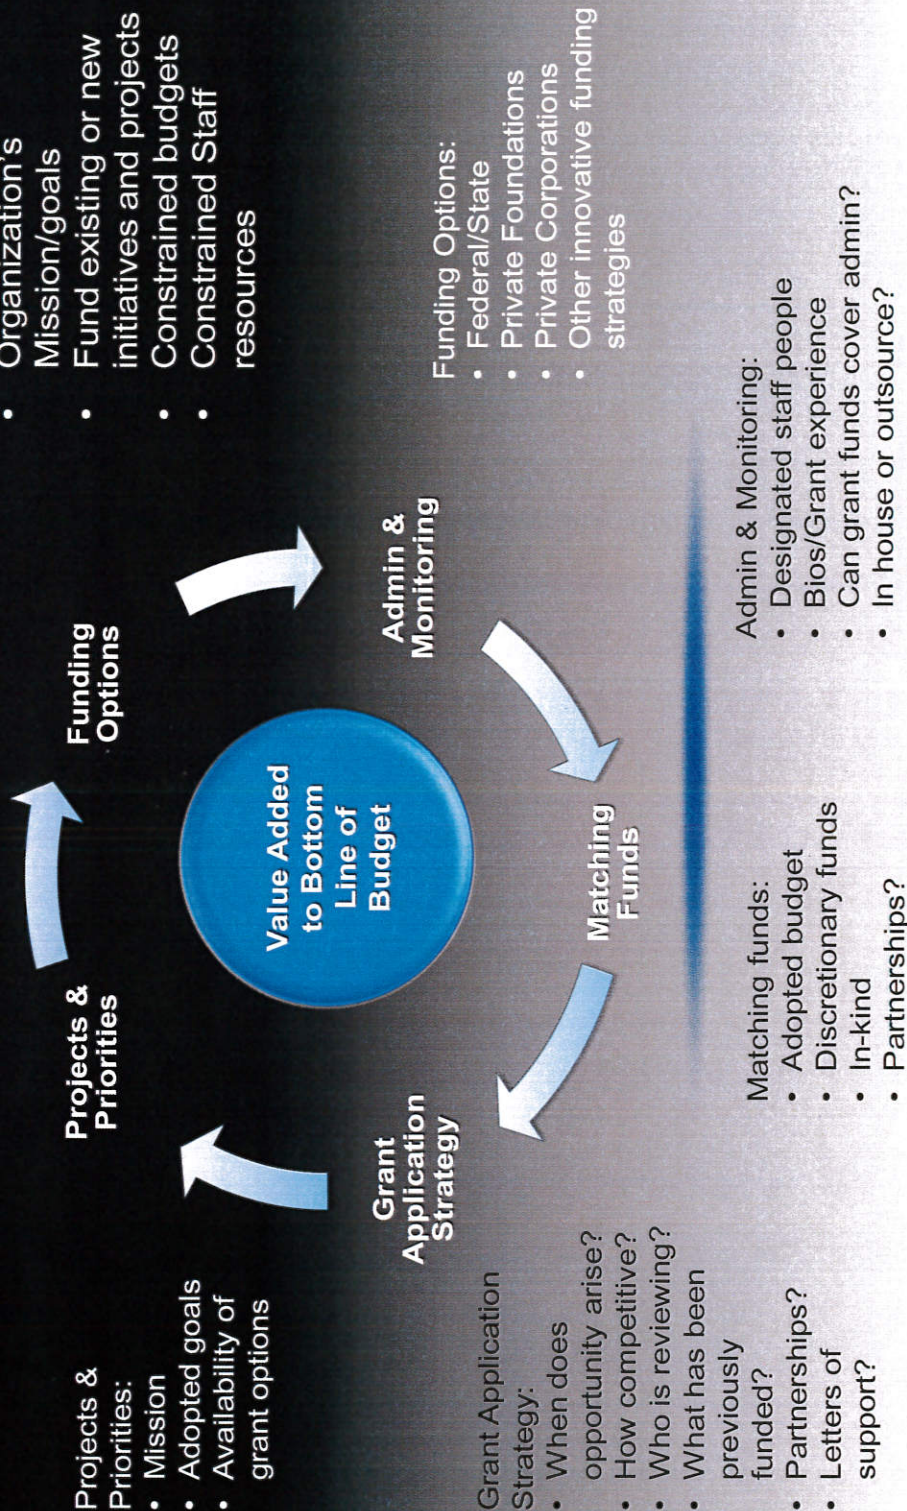 Projects &
Priorities:
• Mission
• Adopted goals
• Availability of
grant options
Projects &
Priorities
Funding
Options
• Organization's
Mission/goals
• Fund existing or new
initiatives and projects
• Constrained budgets
• Constrained Staff
resources
Value Added
to Bottom
Line of
Budget
Grant
Application
Strategy
Admin &
Monitoring
Matching
Funds
Funding Options:
• Federal/State
• Private Foundations
• Private Corporations
• Other innovative funding
strategies
Grant Application
Strategy:
• When does
opportunity arise?
• How competitive?
• Who is reviewing?
• What has been
previously
funded?
• Partnerships?
• Letters of
support?
Matching funds:
• Adopted budget
• Discretionary funds
• In-kind
• Partnerships?
Admin & Monitoring:
• Designated staff people
• Bios/Grant experience
• Can grant funds cover admin?
• In house or outsource?